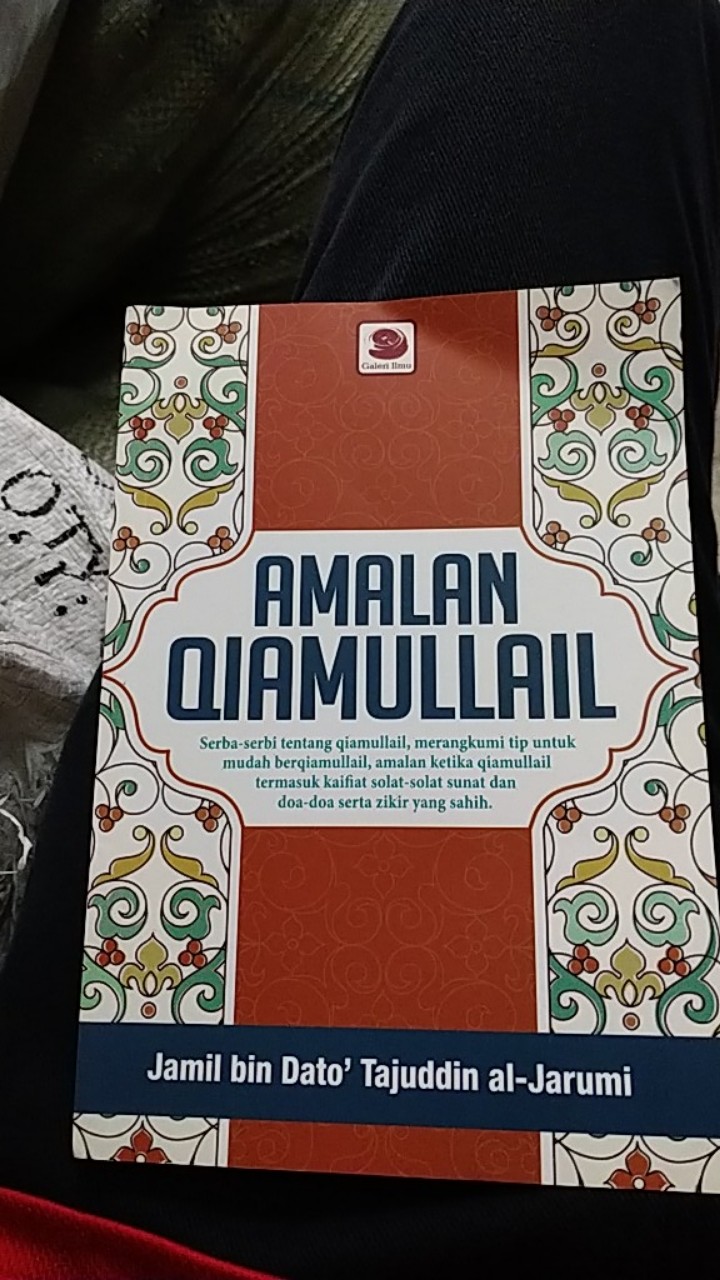 Galeri Ilmu
AMALAN
QIAMULLAIL
Serba-serbi tentang qiamullail, merangkumi tip untuk
mudah berqiamullail, amalan ketika qiamullail
termasuk kaifiat solat-solat sunat dan
doa-doa serta zikir yang sahih.
Jamil bin Dato' Tajuddin al-Jarumi